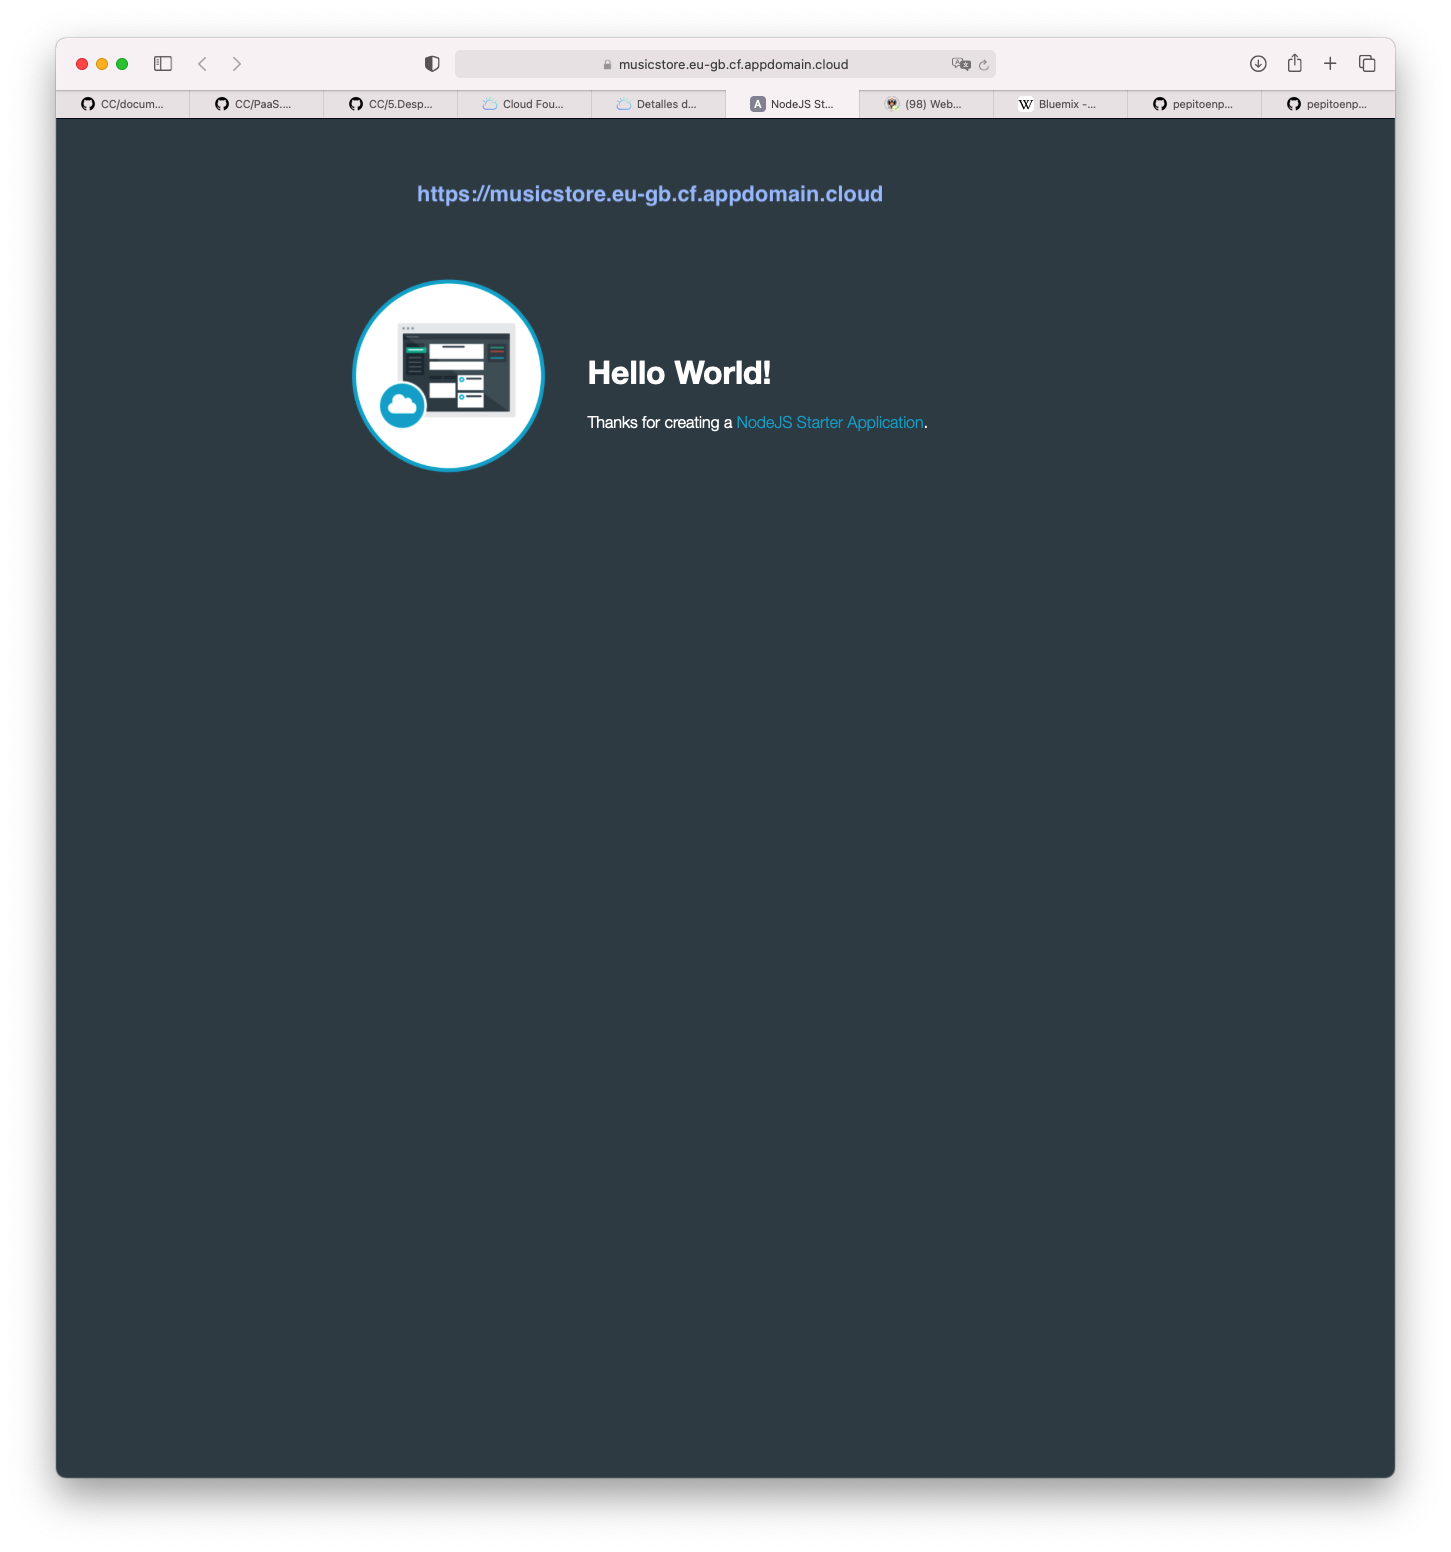 musicstore.eu-gb.cf.appdomain.cloud
CC/docum...
CC/PaaS....
CC/5.Desp...
Cloud Fou...
Detalles d...
A NodeJS St...
(98) Web...
W Bluemix -...
pepitoenp...
pepitoenp...
https://musicstore.eu-gb.cf.appdomain.cloud
Hello World!
Thanks for creating a NodeJS Starter Application.